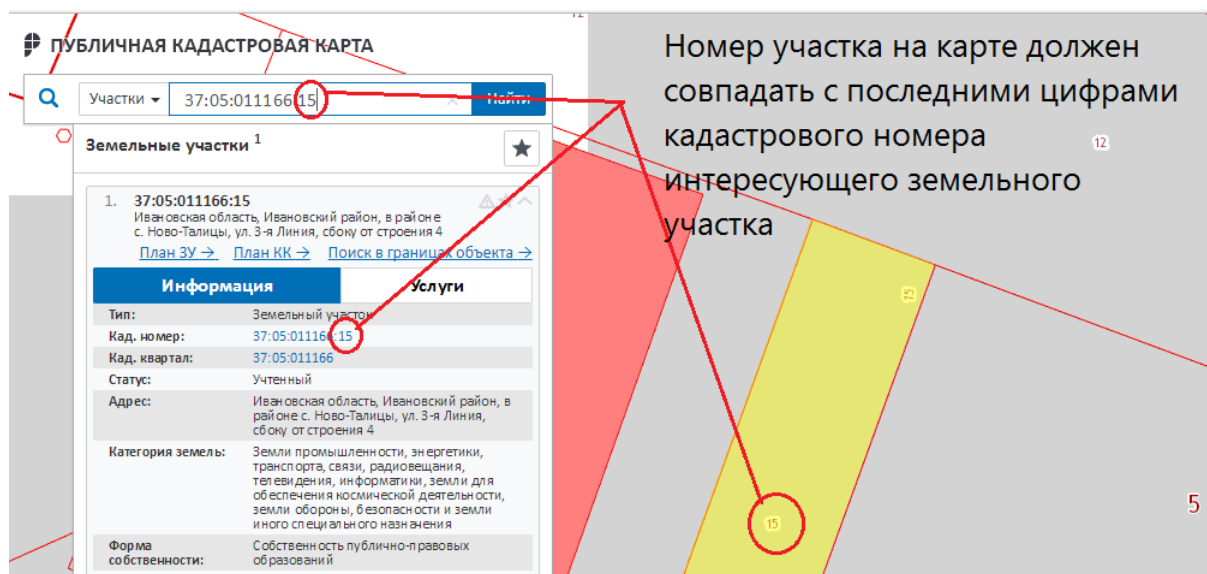 12
ПУБЛИЧНАЯ КАДАСТРОВАЯ КАРТА
Участки 37:05:011166:15 × Найти
Земельные участки 1
1. 37:05:011166:15
Ивановская область, Ивановский район, в районе
с. Ново-Талицы, ул. 3-я Линия, сбоку от строения 4
План ЗУ → План КК → Поиск в границах объекта →
Информация Услуги
Тип: Земельный участок
Кад. номер: 37:05:011166:15
Кад. квартал: 37:05:011166
Статус: Учтенный
Адрес: Ивановская область, Ивановский район, в
районе с. Ново-Талицы, ул. 3-я Линия,
сбоку от строения 4
Категория земель: Земли промышленности, энергетики,
транспорта, связи, радиовещания,
телевидения, информатики, земли для
обеспечения космической деятельности,
земли обороны, безопасности и земли
иного специального назначения
Форма Собственность публично-правовых
собственности: образований
Номер участка на карте должен
совпадать с последними цифрами
кадастрового номера
12
интересующего земельного
участка
15
15
5